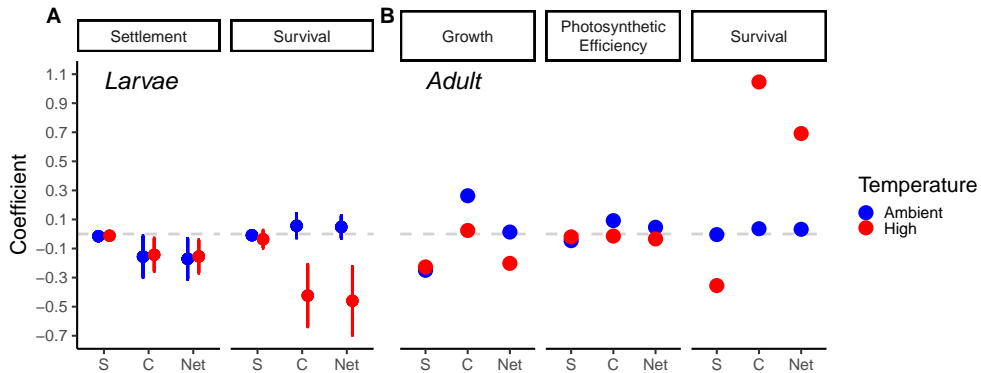 A
B
Settlement
Survival
Growth
Photosynthetic
Efficiency
Survival
Larvae
Adult
Coefficient
1.1
0.9
0.7
0.5
0.3
0.1
−0.1
−0.3
−0.5
−0.7
S C Net
S C Net
S C Net
S C Net
S C Net
Temperature
Ambient
High